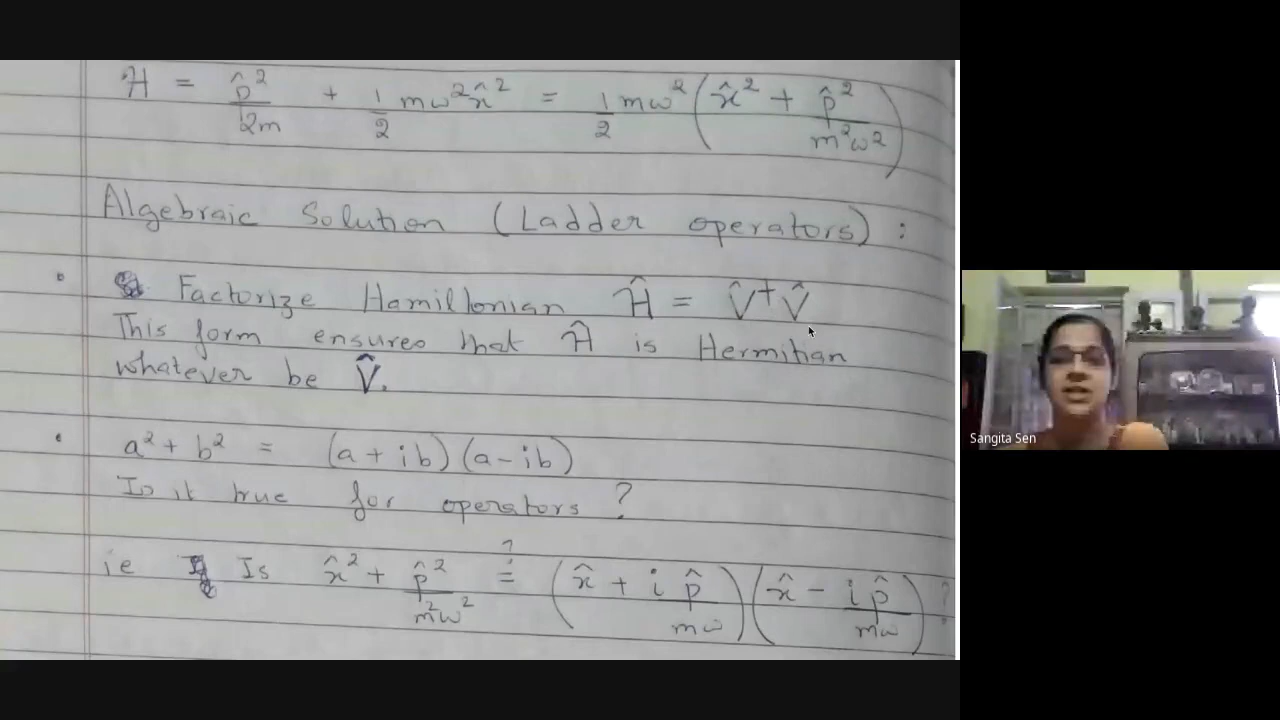 H = p̂²/2m + 1/2 mω²x̂² = 1/2 mω² (x̂² + p̂²/m²ω²)
Algebraic Solution (Ladder operators) :
• Factorize Hamiltonian Ĥ = V̂† V̂
This form ensures that Ĥ is Hermitian
whatever be V̂.
• a² + b² = (a + ib) (a - ib)
Is it true for operators ?
ie Is x̂² + p̂²/m²ω² ?= (x̂ + i p̂/mω) (x̂ - i p̂/mω) ?
Sangita Sen